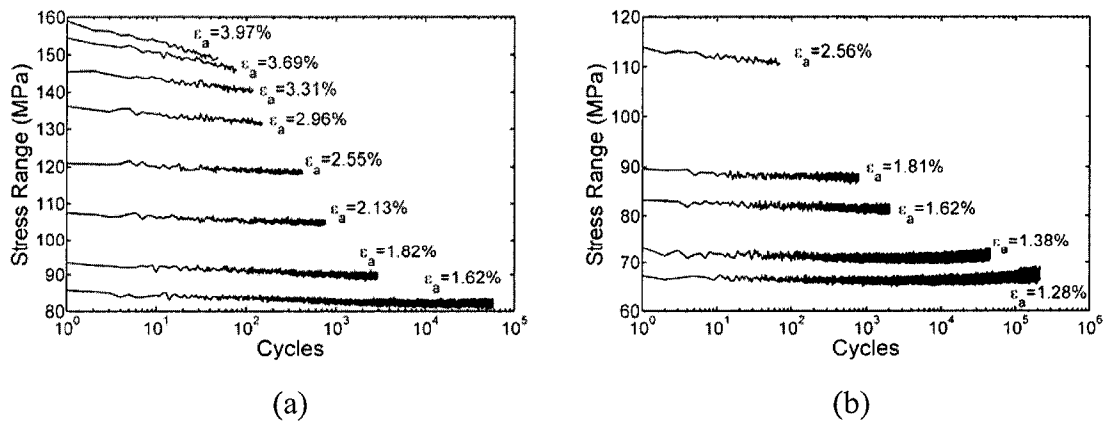 160
150
140
130
120
110
100
90
80
Stress Range (MPa)
εa=3.97%
εa=3.69%
εa=3.31%
εa=2.96%
εa=2.55%
εa=2.13%
εa=1.82%
εa=1.62%
10^0 10^1 10^2 10^3 10^4 10^5
Cycles
(a)
120
110
100
90
80
70
60
Stress Range (MPa)
εa=2.56%
εa=1.81%
εa=1.62%
εa=1.38%
εa=1.28%
10^0 10^1 10^2 10^3 10^4 10^5 10^6
Cycles
(b)